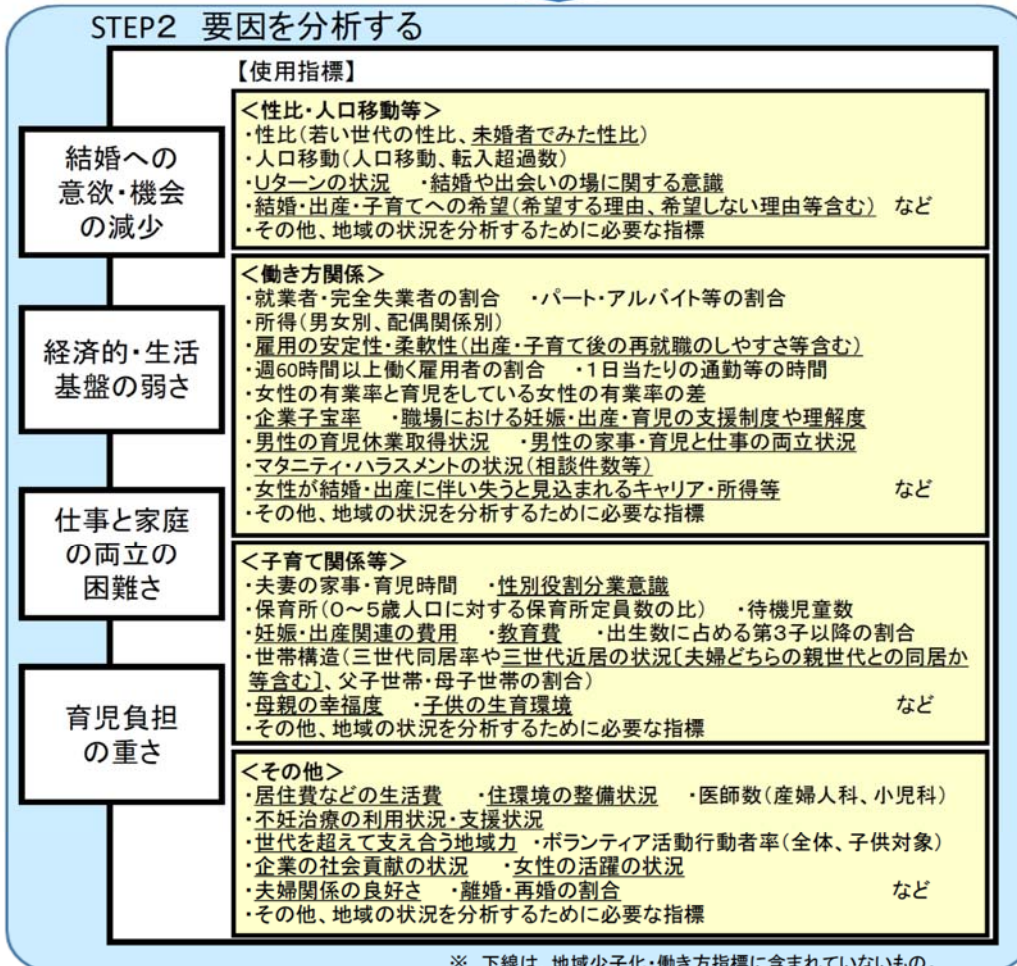 STEP2 要因を分析する
【使用指標】
結婚への
意欲・機会
の減少
経済的・生活
基盤の弱さ
仕事と家庭
の両立の
困難さ
育児負担
の重さ
<性比・人口移動等>
・性比(若い世代の性比、未婚者でみた性比)
・人口移動(人口移動、転入超過数)
・Uターンの状況 ・結婚や出会いの場に関する意識
・結婚・出産・子育てへの希望(希望する理由、希望しない理由等含む) など
・その他、地域の状況を分析するために必要な指標
<働き方関係>
・就業者・完全失業者の割合 ・パート・アルバイト等の割合
・所得(男女別、配偶関係別)
・雇用の安定性・柔軟性(出産・子育て後の再就職のしやすさ等含む)
・週60時間以上働く雇用者の割合 ・1日当たりの通勤等の時間
・女性の有業率と育児をしている女性の有業率の差
・企業子宝率 ・職場における妊娠・出産・育児の支援制度や理解度
・男性の育児休業取得状況 ・男性の家事・育児と仕事の両立状況
・マタニティ・ハラスメントの状況(相談件数等)
・女性が結婚・出産に伴い失うと見込まれるキャリア・所得等 など
・その他、地域の状況を分析するために必要な指標
<子育て関係等>
・夫妻の家事・育児時間 ・性別役割分業意識
・保育所(0~5歳人口に対する保育所定員数の比) ・待機児童数
・妊娠・出産関連の費用 ・教育費 ・出生数に占める第3子以降の割合
・世帯構造(三世代同居率や三世代近居の状況〔夫婦どちらの親世代との同居か
等含む〕、父子世帯・母子世帯の割合)
・母親の幸福度 ・子供の生育環境 など
・その他、地域の状況を分析するために必要な指標
<その他>
・居住費などの生活費 ・住環境の整備状況 ・医師数(産婦人科、小児科)
・不妊治療の利用状況・支援状況
・世代を超えて支え合う地域力 ・ボランティア活動行動者率(全体、子供対象)
・企業の社会貢献の状況 ・女性の活躍の状況
・夫婦関係の良好さ ・離婚・再婚の割合 など
・その他、地域の状況を分析するために必要な指標
※ 下線は、地域少子化・働き方指標に含まれていないもの。